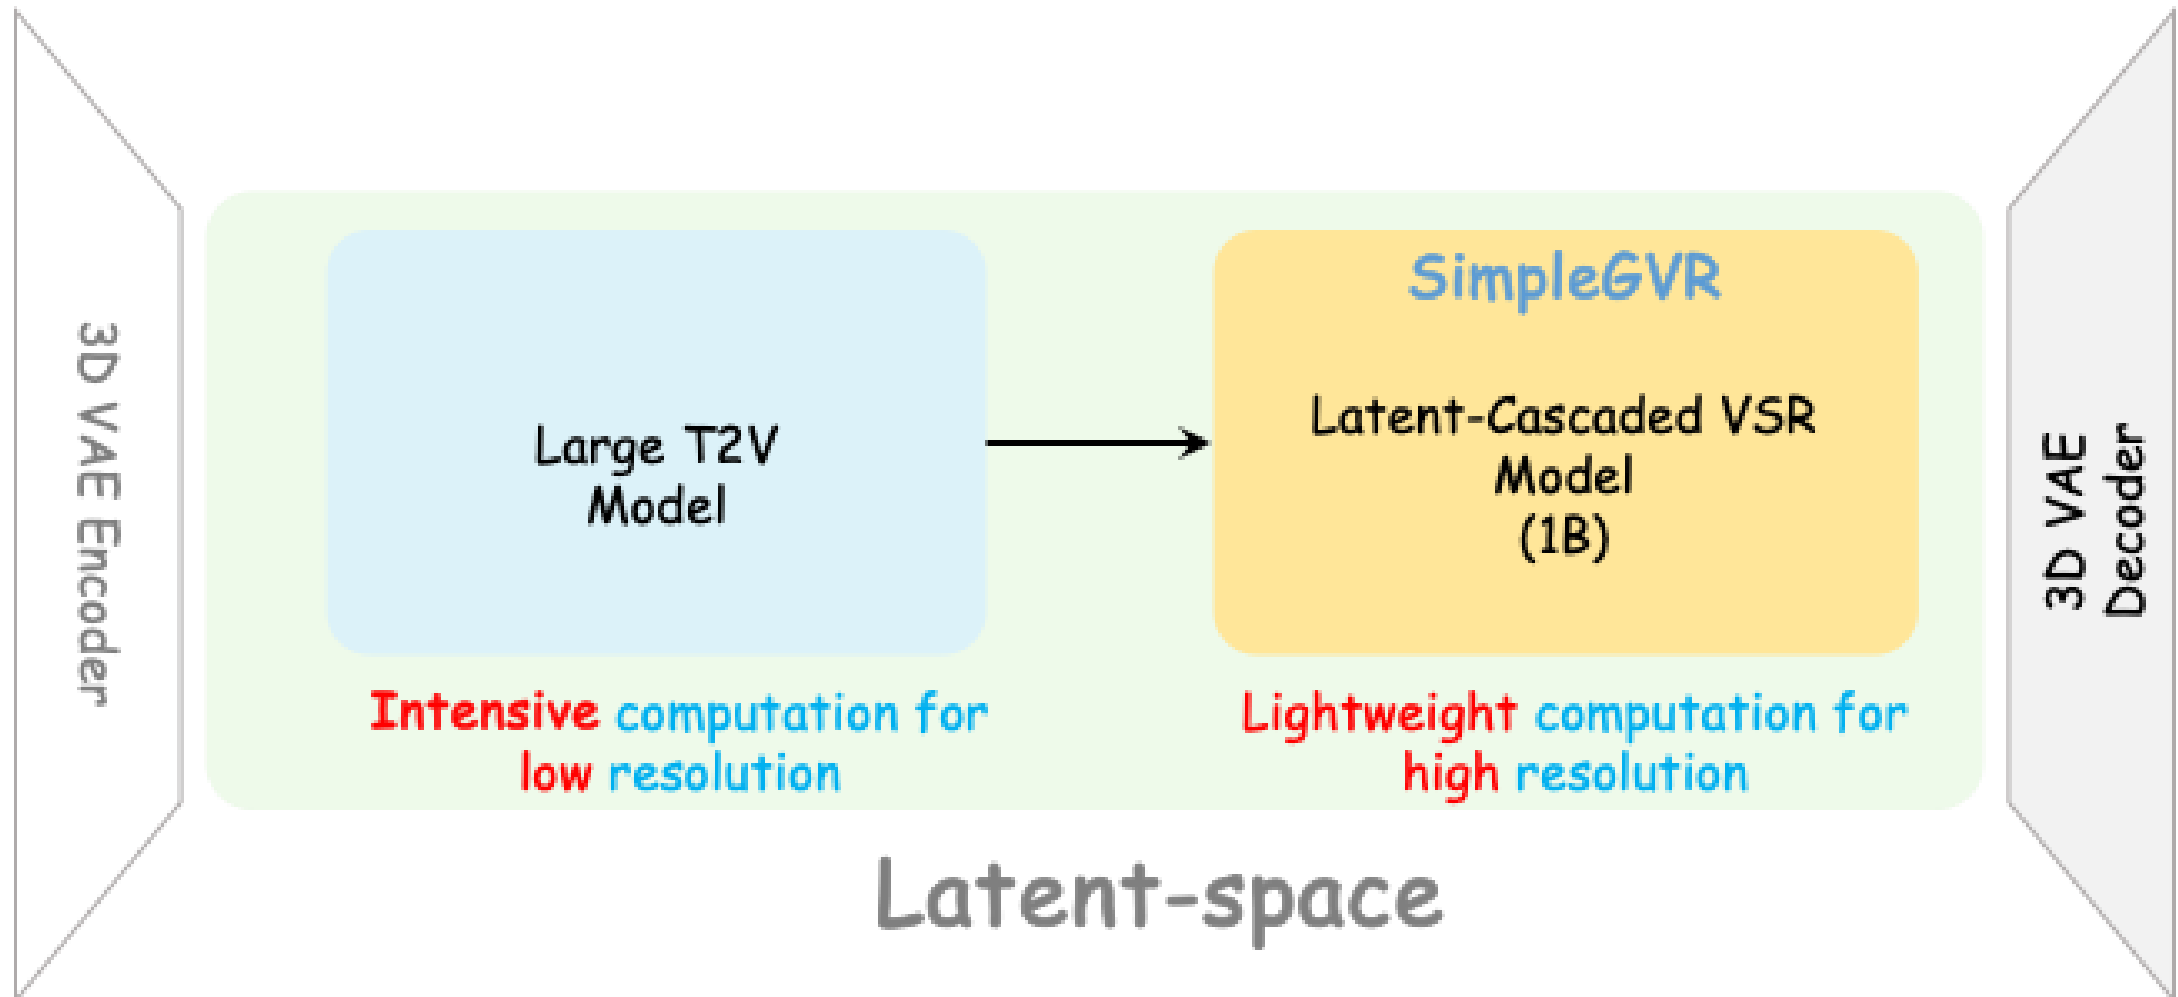 3D VAE Encoder
Large T2V
Model
Intensive computation for
low resolution
SimpleGVR
Latent-Cascaded VSR
Model
(1B)
Lightweight computation for
high resolution
3D VAE
Decoder
Latent-space